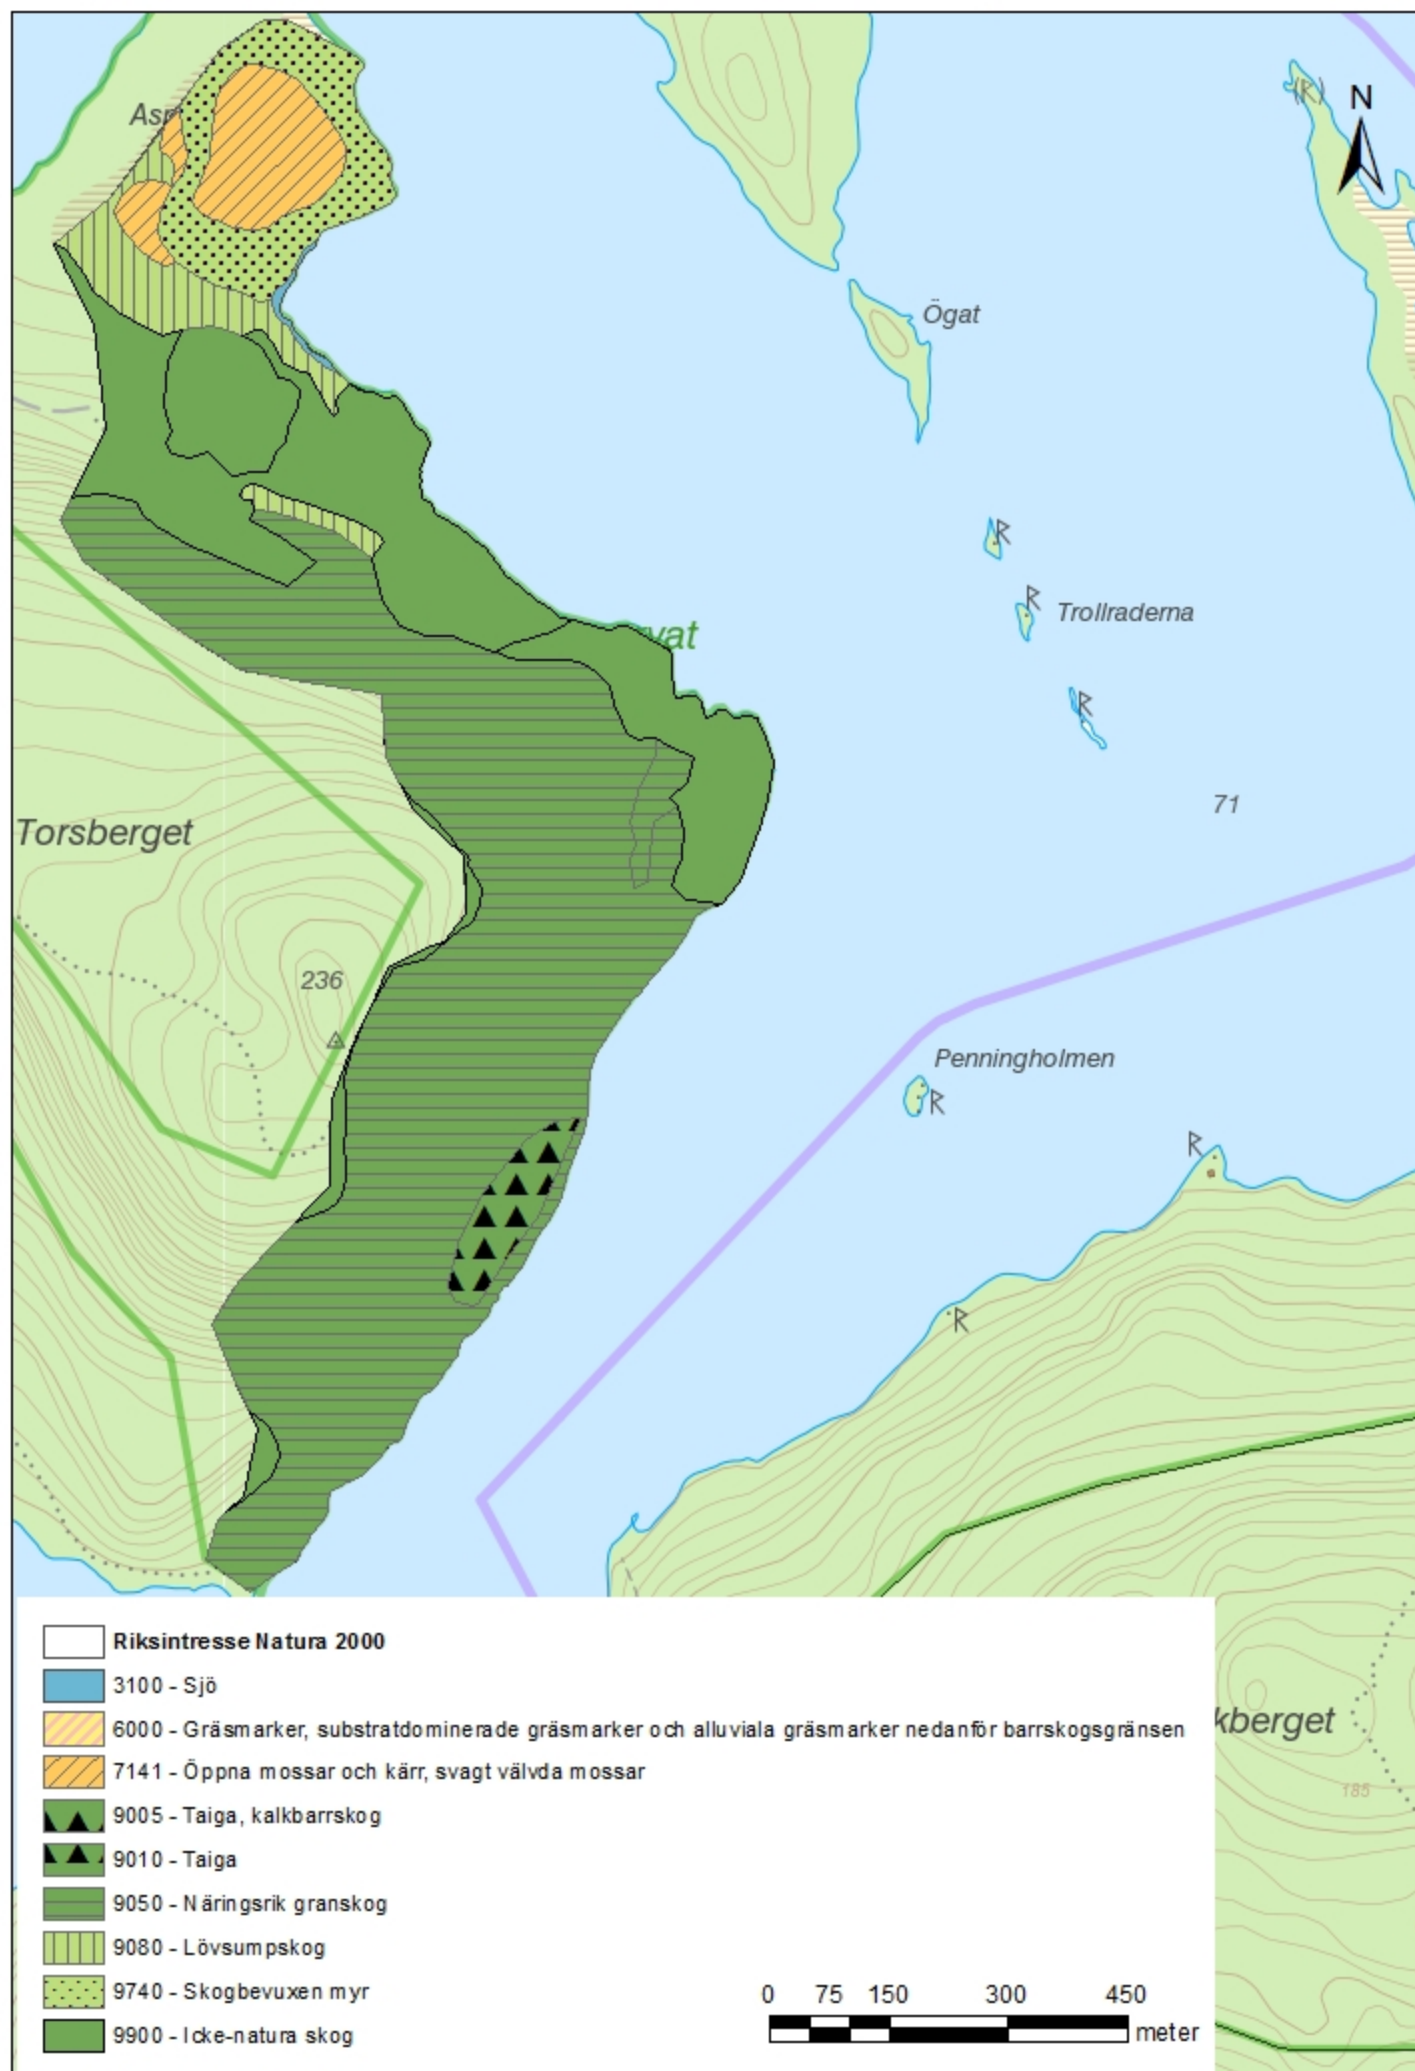 N
(R)
Ögat
R
R
Trollraderna
vat
R
71
Torsberget
236
Penningholmen
R
R
R
Riksintresse Natura 2000
3100 - Sjö
6000 - Gräsmarker, substratdominerade gräsmarker och alluviala gräsmarker nedanför barrskogsgränsen
7141 - Öppna mossar och kärr, svagt välvda mossar
kberget
185
9005 - Taiga, kalkbarrskog
9010 - Taiga
9050 - Näringsrik granskog
9080 - Lövsumpskog
9740 - Skogbevuxen myr
9900 - Icke-natura skog
0 75 150 300 450
meter